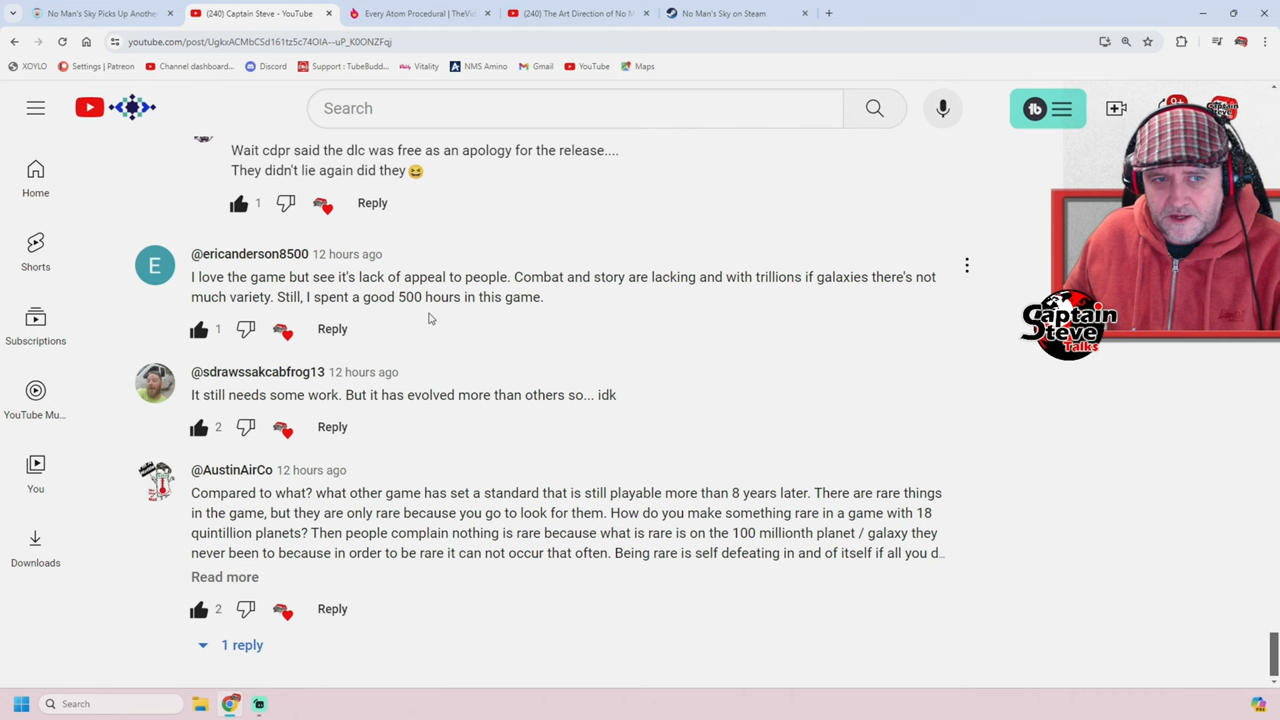 No Man's Sky Picks Up Anothe
(240) Captain Steve - YouTube
Every Atom Procedural | TheVid
(240) The Art Direction of No M
No Man's Sky on Steam
youtube.com/post/UgkxACMbCSd161tz5c74OIA--uP_K0ONZFqj
XOYLO
Settings | Patreon
Channel dashboard...
Discord
Support : TubeBudd...
Vitality
NMS Amino
Gmail
YouTube
Maps
Search
9+
Home
Shorts
Subscriptions
YouTube Mu...
You
Downloads
Wait cdpr said the dlc was free as an apology for the release....
They didn't lie again did they😆
1
Reply
E
@ericanderson8500 12 hours ago
I love the game but see it's lack of appeal to people. Combat and story are lacking and with trillions if galaxies there's not
much variety. Still, I spent a good 500 hours in this game.
1
Reply
@sdrawssakcabfrog13 12 hours ago
It still needs some work. But it has evolved more than others so... idk
2
Reply
@AustinAirCo 12 hours ago
Compared to what? what other game has set a standard that is still playable more than 8 years later. There are rare things
in the game, but they are only rare because you go to look for them. How do you make something rare in a game with 18
quintillion planets? Then people complain nothing is rare because what is rare is on the 100 millionth planet / galaxy they
never been to because in order to be rare it can not occur that often. Being rare is self defeating in and of itself if all you d...
Read more
2
Reply
1 reply
Captain
Steve
Talks
Search